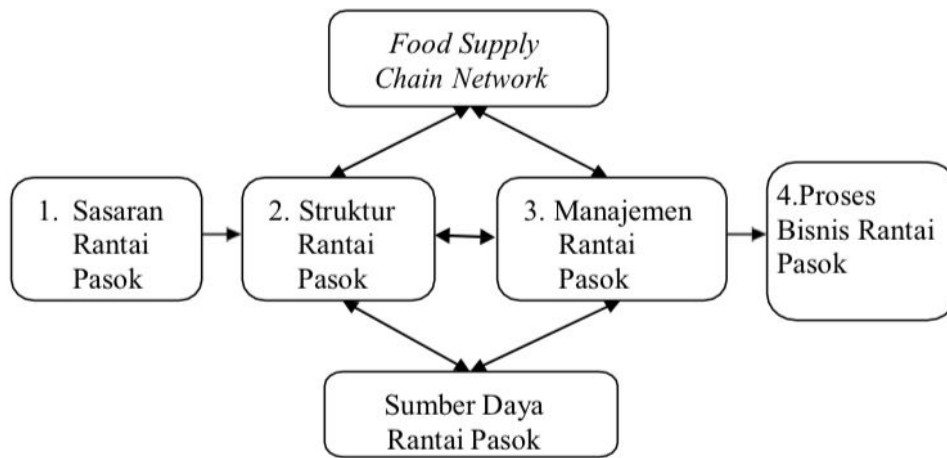 Food Supply
Chain Network
1. Sasaran
Rantai
Pasok
2. Struktur
Rantai
Pasok
3. Manajemen
Rantai
Pasok
4.Proses
Bisnis Rantai
Pasok
Sumber Daya
Rantai Pasok